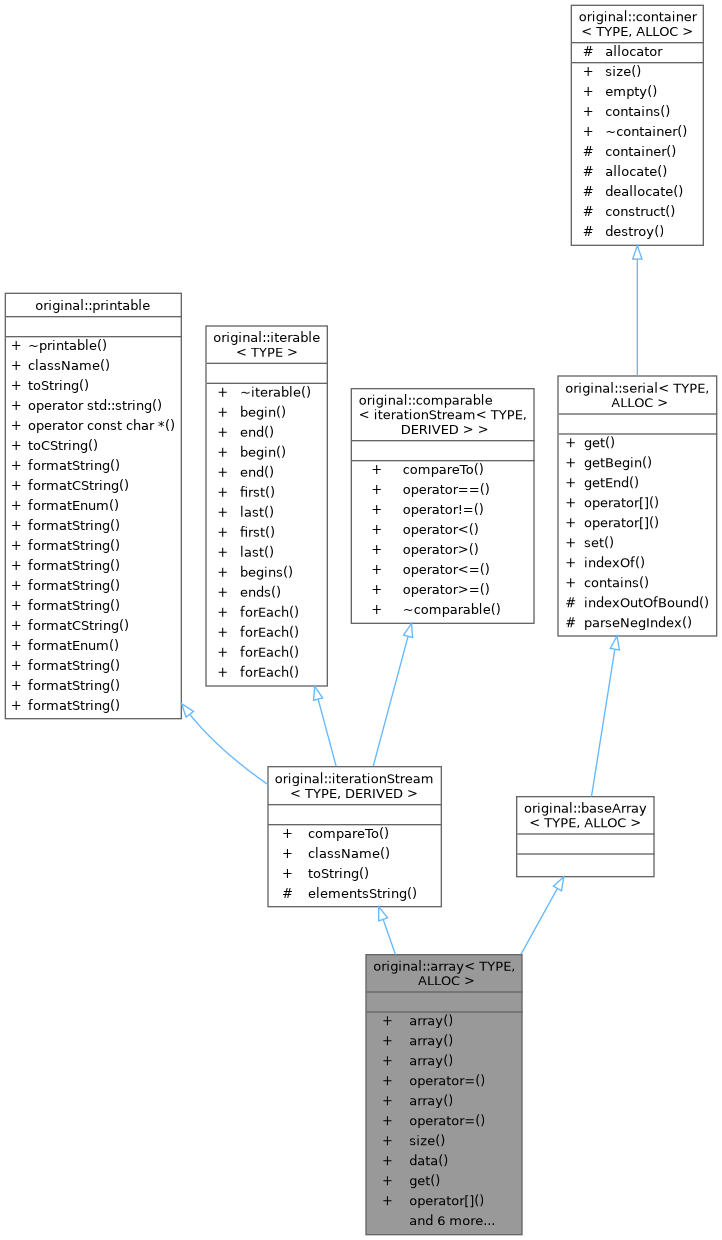 original::container
< TYPE, ALLOC >
# allocator
+ size()
+ empty()
+ contains()
+ ~container()
# container()
# allocate()
# deallocate()
# construct()
# destroy()
original::printable
+ ~printable()
+ className()
+ toString()
+ operator std::string()
+ operator const char *()
+ toCString()
+ formatString()
+ formatCString()
+ formatEnum()
+ formatString()
+ formatString()
+ formatString()
+ formatString()
+ formatString()
+ formatCString()
+ formatEnum()
+ formatString()
+ formatString()
+ formatString()
original::iterable
< TYPE >
+ ~iterable()
+ begin()
+ end()
+ begin()
+ end()
+ first()
+ last()
+ first()
+ last()
+ begins()
+ ends()
+ forEach()
+ forEach()
+ forEach()
+ forEach()
original::comparable
< iterationStream< TYPE,
DERIVED > >
+ compareTo()
+ operator==()
+ operator!=()
+ operator<()
+ operator>()
+ operator<=()
+ operator>=()
+ ~comparable()
original::serial< TYPE,
ALLOC >
+ get()
+ getBegin()
+ getEnd()
+ operator[]()
+ operator[]()
+ set()
+ indexOf()
+ contains()
# indexOutOfBound()
# parseNegIndex()
original::iterationStream
< TYPE, DERIVED >
+ compareTo()
+ className()
+ toString()
# elementsString()
original::baseArray
< TYPE, ALLOC >
original::array< TYPE,
ALLOC >
+ array()
+ array()
+ array()
+ operator=()
+ array()
+ operator=()
+ size()
+ data()
+ get()
+ operator[]()
and 6 more...